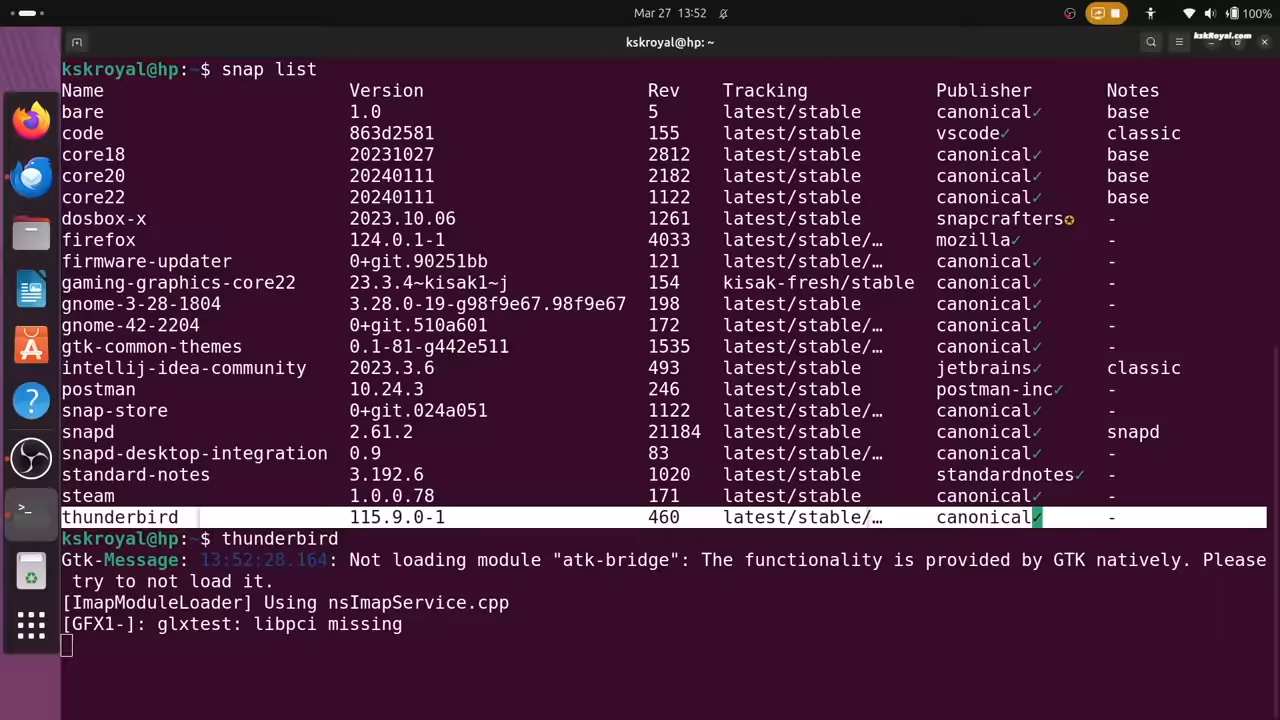 Mar 27 13:52
100%
kskroyal@hp: ~
kskRoyal.com
kskroyal@hp:~$ snap list
Name Version Rev Tracking Publisher Notes
bare 1.0 5 latest/stable canonical✓ base
code 863d2581 155 latest/stable vscode✓ classic
core18 20231027 2812 latest/stable canonical✓ base
core20 20240111 2182 latest/stable canonical✓ base
core22 20240111 1122 latest/stable canonical✓ base
dosbox-x 2023.10.06 1261 latest/stable snapcrafters✪ -
firefox 124.0.1-1 4033 latest/stable/… mozilla✓ -
firmware-updater 0+git.90251bb 121 latest/stable/… canonical✓ -
gaming-graphics-core22 23.3.4~kisak1~j 154 kisak-fresh/stable canonical✓ -
gnome-3-28-1804 3.28.0-19-g98f9e67.98f9e67 198 latest/stable canonical✓ -
gnome-42-2204 0+git.510a601 172 latest/stable/… canonical✓ -
gtk-common-themes 0.1-81-g442e511 1535 latest/stable/… canonical✓ -
intellij-idea-community 2023.3.6 493 latest/stable jetbrains✓ classic
postman 10.24.3 246 latest/stable postman-inc✓ -
snap-store 0+git.024a051 1122 latest/stable/… canonical✓ -
snapd 2.61.2 21184 latest/stable canonical✓ snapd
snapd-desktop-integration 0.9 83 latest/stable/… canonical✓ -
standard-notes 3.192.6 1020 latest/stable standardnotes✓ -
steam 1.0.0.78 171 latest/stable canonical✓ -
thunderbird 115.9.0-1 460 latest/stable/… canonical✓ -
kskroyal@hp:~$ thunderbird
Gtk-Message: 13:52:28.164: Not loading module "atk-bridge": The functionality is provided by GTK natively. Please
try to not load it.
[ImapModuleLoader] Using nsImapService.cpp
[GFX1-]: glxtest: libpci missing